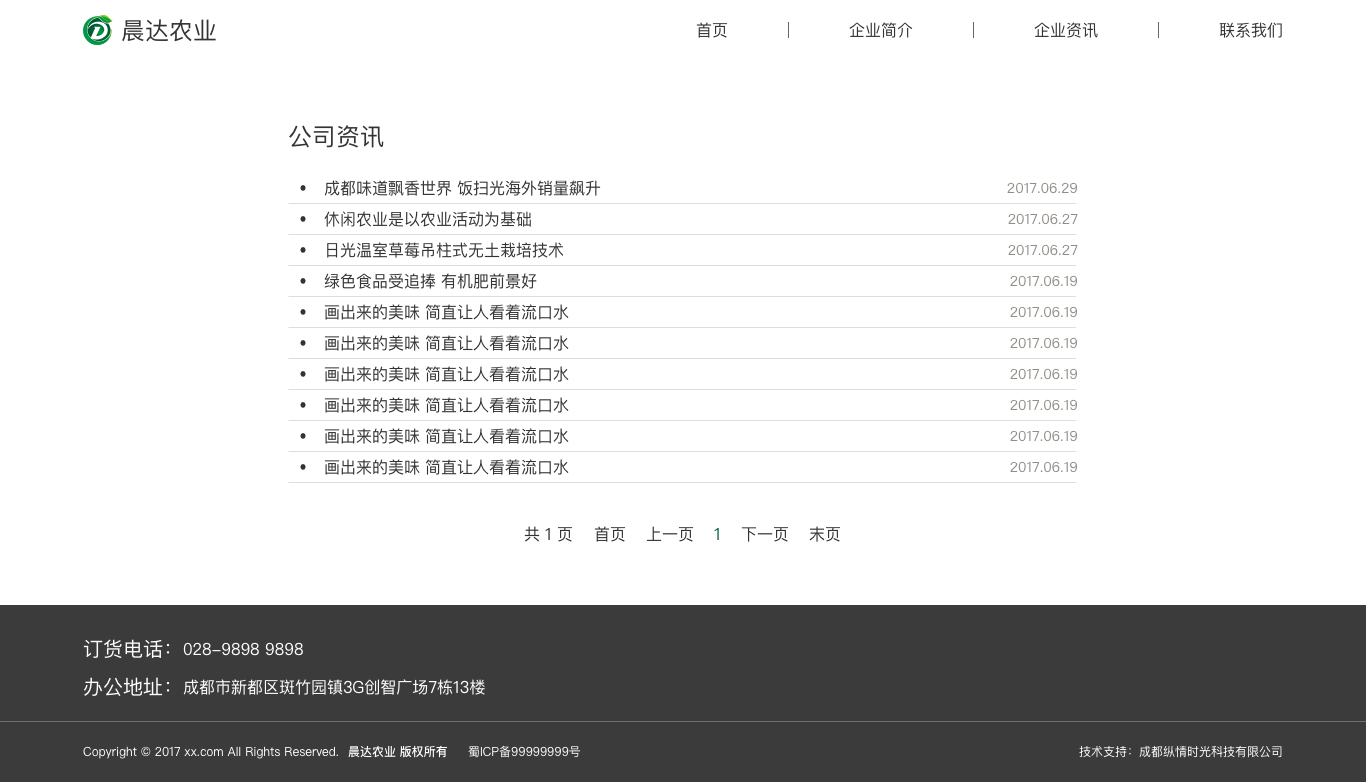 晨达农业
首页 企业简介 企业资讯 联系我们
公司资讯
• 成都味道飘香世界 饭扫光海外销量飙升 2017.06.29
• 休闲农业是以农业活动为基础 2017.06.27
• 日光温室草莓吊柱式无土栽培技术 2017.06.27
• 绿色食品受追捧 有机肥前景好 2017.06.19
• 画出来的美味 简直让人看着流口水 2017.06.19
• 画出来的美味 简直让人看着流口水 2017.06.19
• 画出来的美味 简直让人看着流口水 2017.06.19
• 画出来的美味 简直让人看着流口水 2017.06.19
• 画出来的美味 简直让人看着流口水 2017.06.19
• 画出来的美味 简直让人看着流口水 2017.06.19
共 1 页 首页 上一页 1 下一页 末页
订货电话：028-9898 9898
办公地址：成都市新都区斑竹园镇3G创智广场7栋13楼
Copyright © 2017 xx.com All Rights Reserved. 晨达农业 版权所有 蜀ICP备99999999号 技术支持：成都纵情时光科技有限公司